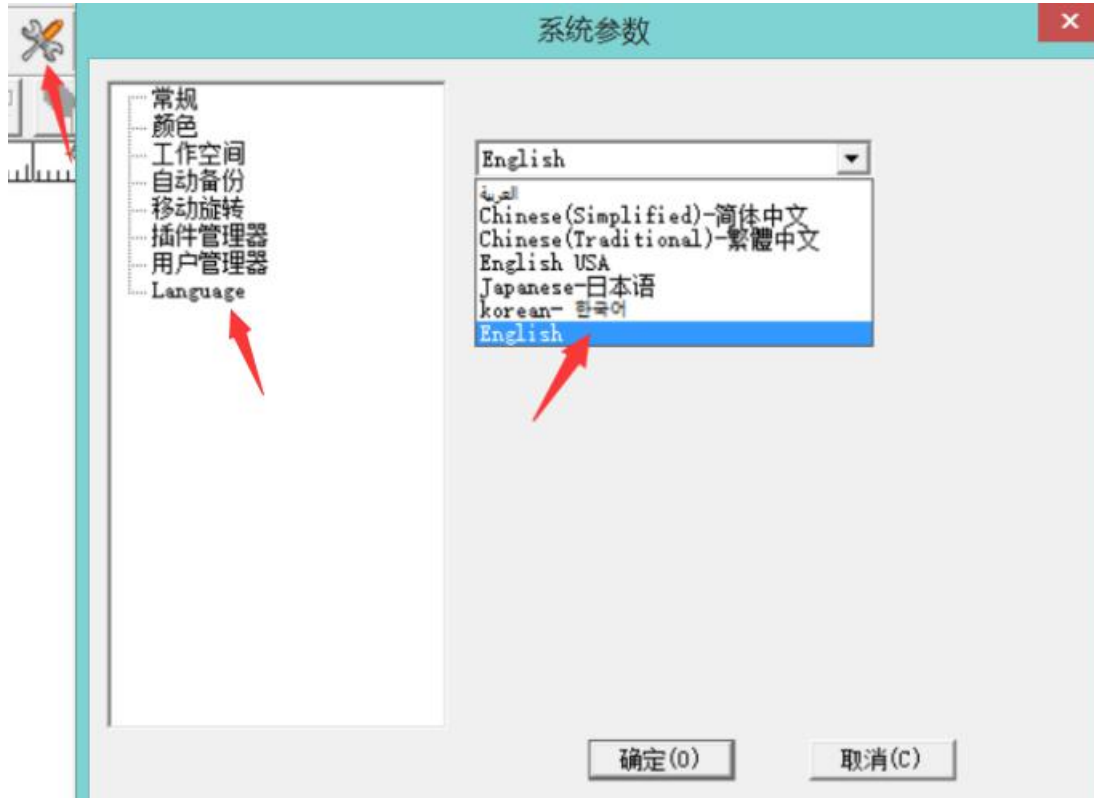 系统参数
常规
颜色
工作空间
自动备份
移动旋转
插件管理器
用户管理器
Language
English
العربية
Chinese(Simplified)-简体中文
Chinese(Traditional)-繁體中文
English USA
Japanese-日本语
korean- 한국어
English
确定(O)
取消(C)